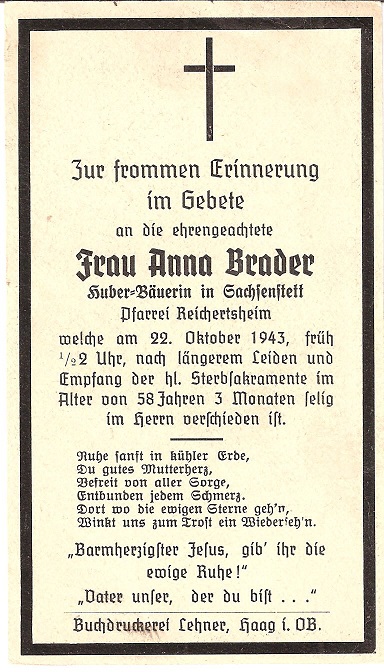 Zur frommen Erinnerung
im Gebete
an die ehrengeachtete
Frau Anna Brader
Huber-Bäuerin in Sachsenstett
Pfarrei Reichertsheim
welche am 22. Oktober 1943, früh
1/2 2 Uhr, nach längerem Leiden und
Empfang der hl. Sterbsakramente im
Alter von 58 Jahren 3 Monaten selig
im Herrn verschieden ist.
Ruhe sanft in kühler Erde,
Du gutes Mutterherz,
Befreit von aller Sorge,
Entbunden jedem Schmerz.
Dort wo die ewigen Sterne geh'n,
Winkt uns zum Trost ein Wiederseh'n.
„Barmherzigster Jesus, gib' ihr die
ewige Ruhe!"
„Vater unser, der du bist . . ."
Buchdruckerei Lehner, Haag i. OB.